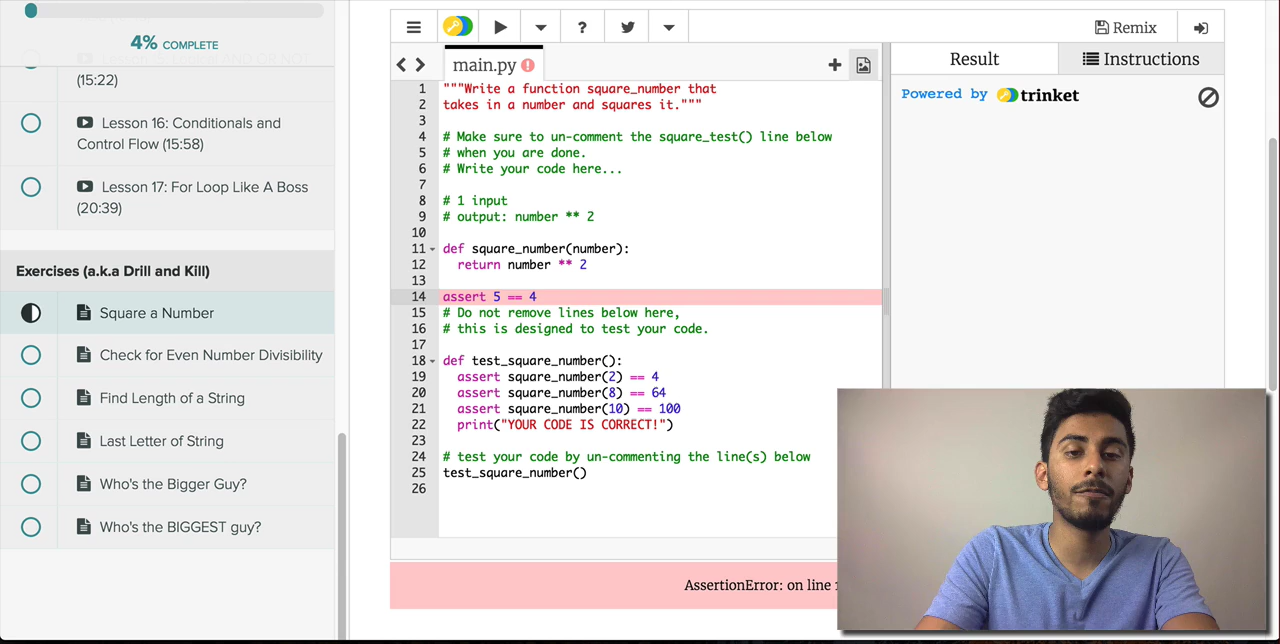 4% COMPLETE
(15:22)
Lesson 16: Conditionals and
Control Flow (15:58)
Lesson 17: For Loop Like A Boss
(20:39)
Exercises (a.k.a Drill and Kill)
Square a Number
Check for Even Number Divisibility
Find Length of a String
Last Letter of String
Who's the Bigger Guy?
Who's the BIGGEST guy?
?
Remix
main.py
Result
Instructions
Powered by trinket
1 """Write a function square_number that
2 takes in a number and squares it."""
3
4 # Make sure to un-comment the square_test() line below
5 # when you are done.
6 # Write your code here...
7
8 # 1 input
9 # output: number ** 2
10
11 def square_number(number):
12 return number ** 2
13
14 assert 5 == 4
15 # Do not remove lines below here,
16 # this is designed to test your code.
17
18 def test_square_number():
19 assert square_number(2) == 4
20 assert square_number(8) == 64
21 assert square_number(10) == 100
22 print("YOUR CODE IS CORRECT!")
23
24 # test your code by un-commenting the line(s) below
25 test_square_number()
26
AssertionError: on line